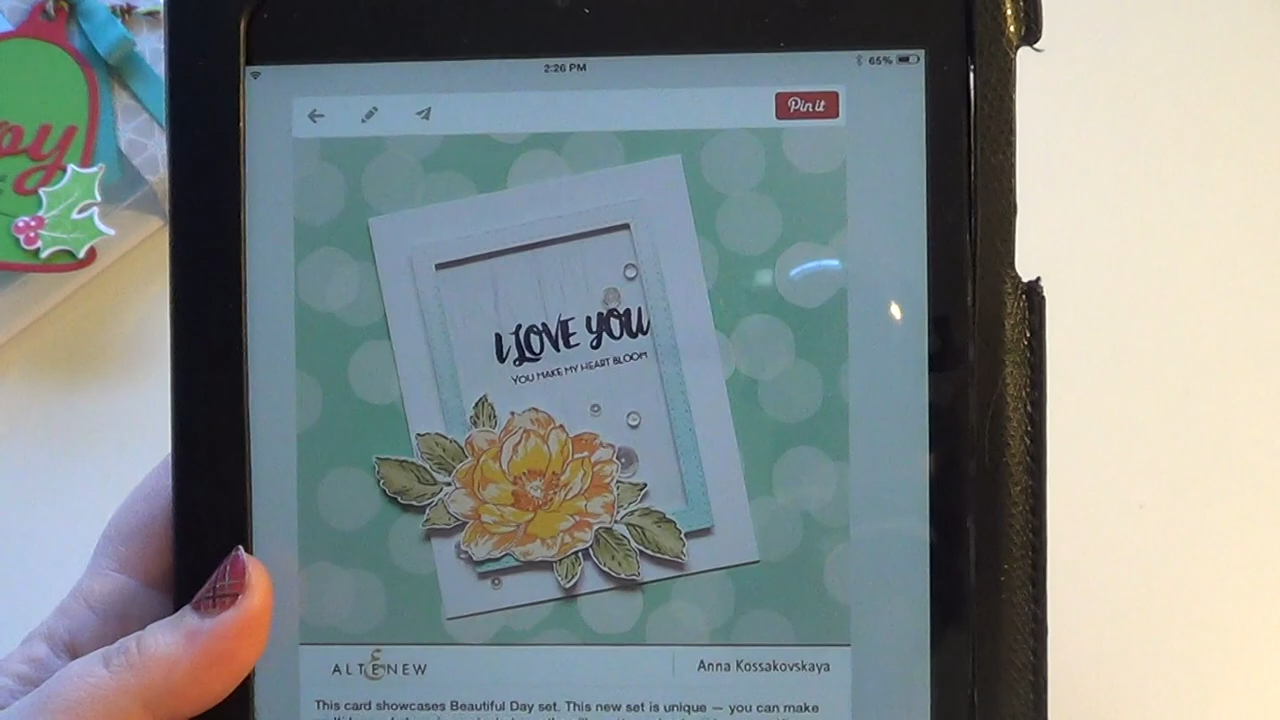 2:26 PM
65%
Pin it
oy
I LOVE YOU
YOU MAKE MY HEART BLOOM
ALTENEW
Anna Kossakovskaya
This card showcases Beautiful Day set. This new set is unique — you can make